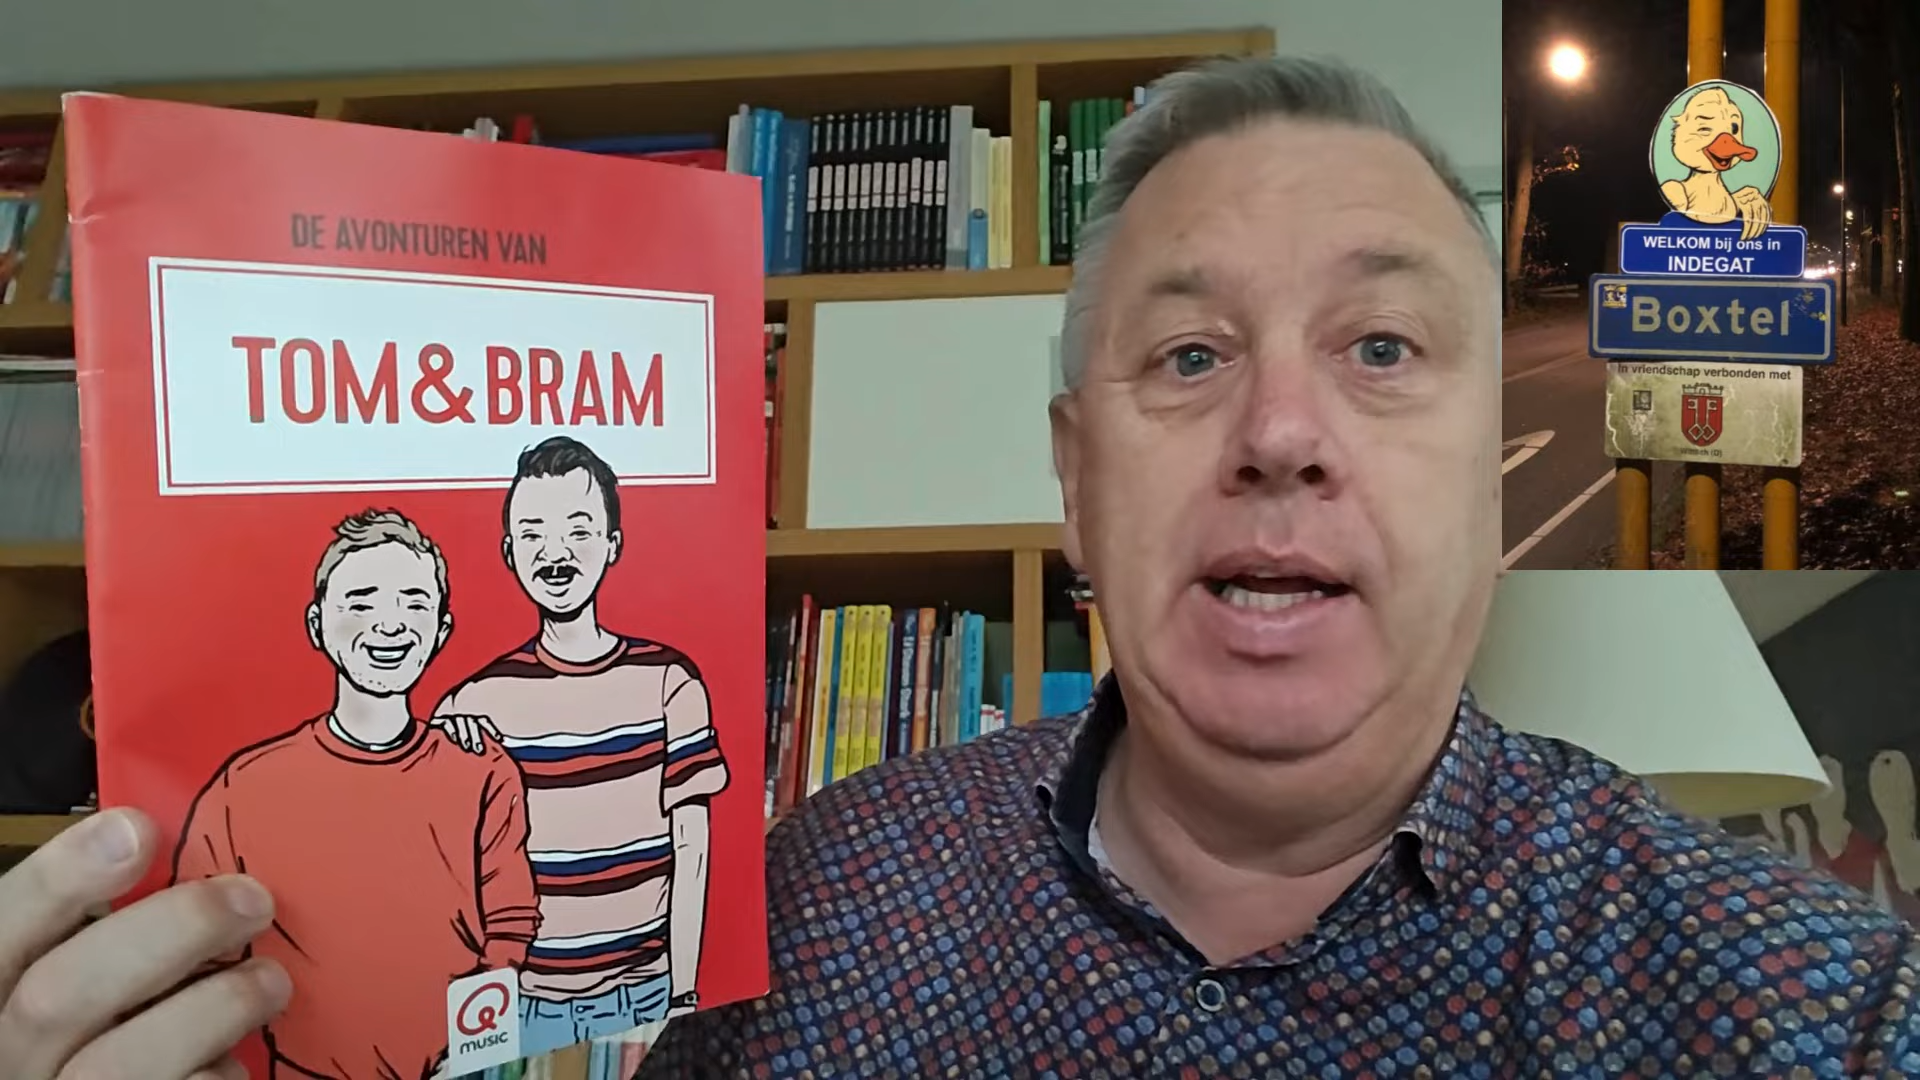 DE AVONTUREN VAN
TOM & BRAM
Q
MUSIC
WELKOM bij ons in
INDEGAT
Boxtel
In vriendschap verbonden met